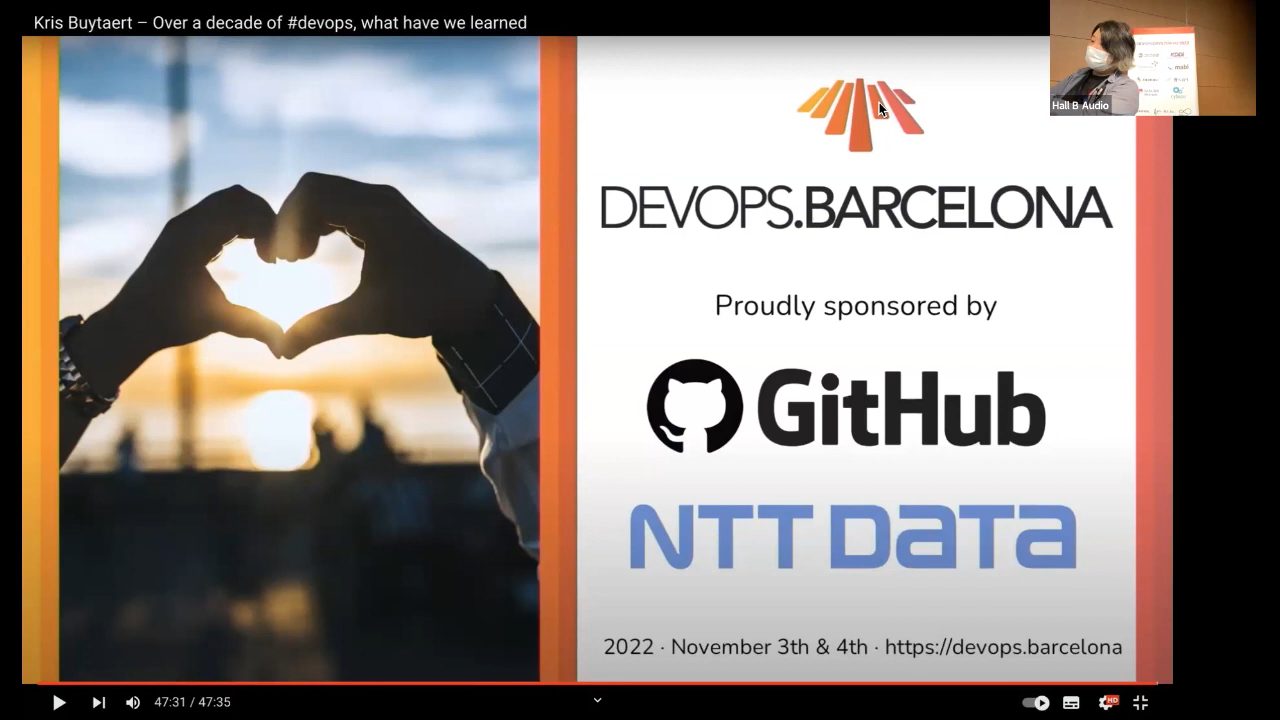 Kris Buytaert – Over a decade of #devops, what have we learned
Hall B Audio
DEVOPS.BARCELONA
Proudly sponsored by
GitHub
NTT DATA
2022 · November 3th & 4th · https://devops.barcelona
47:31 / 47:35
HD